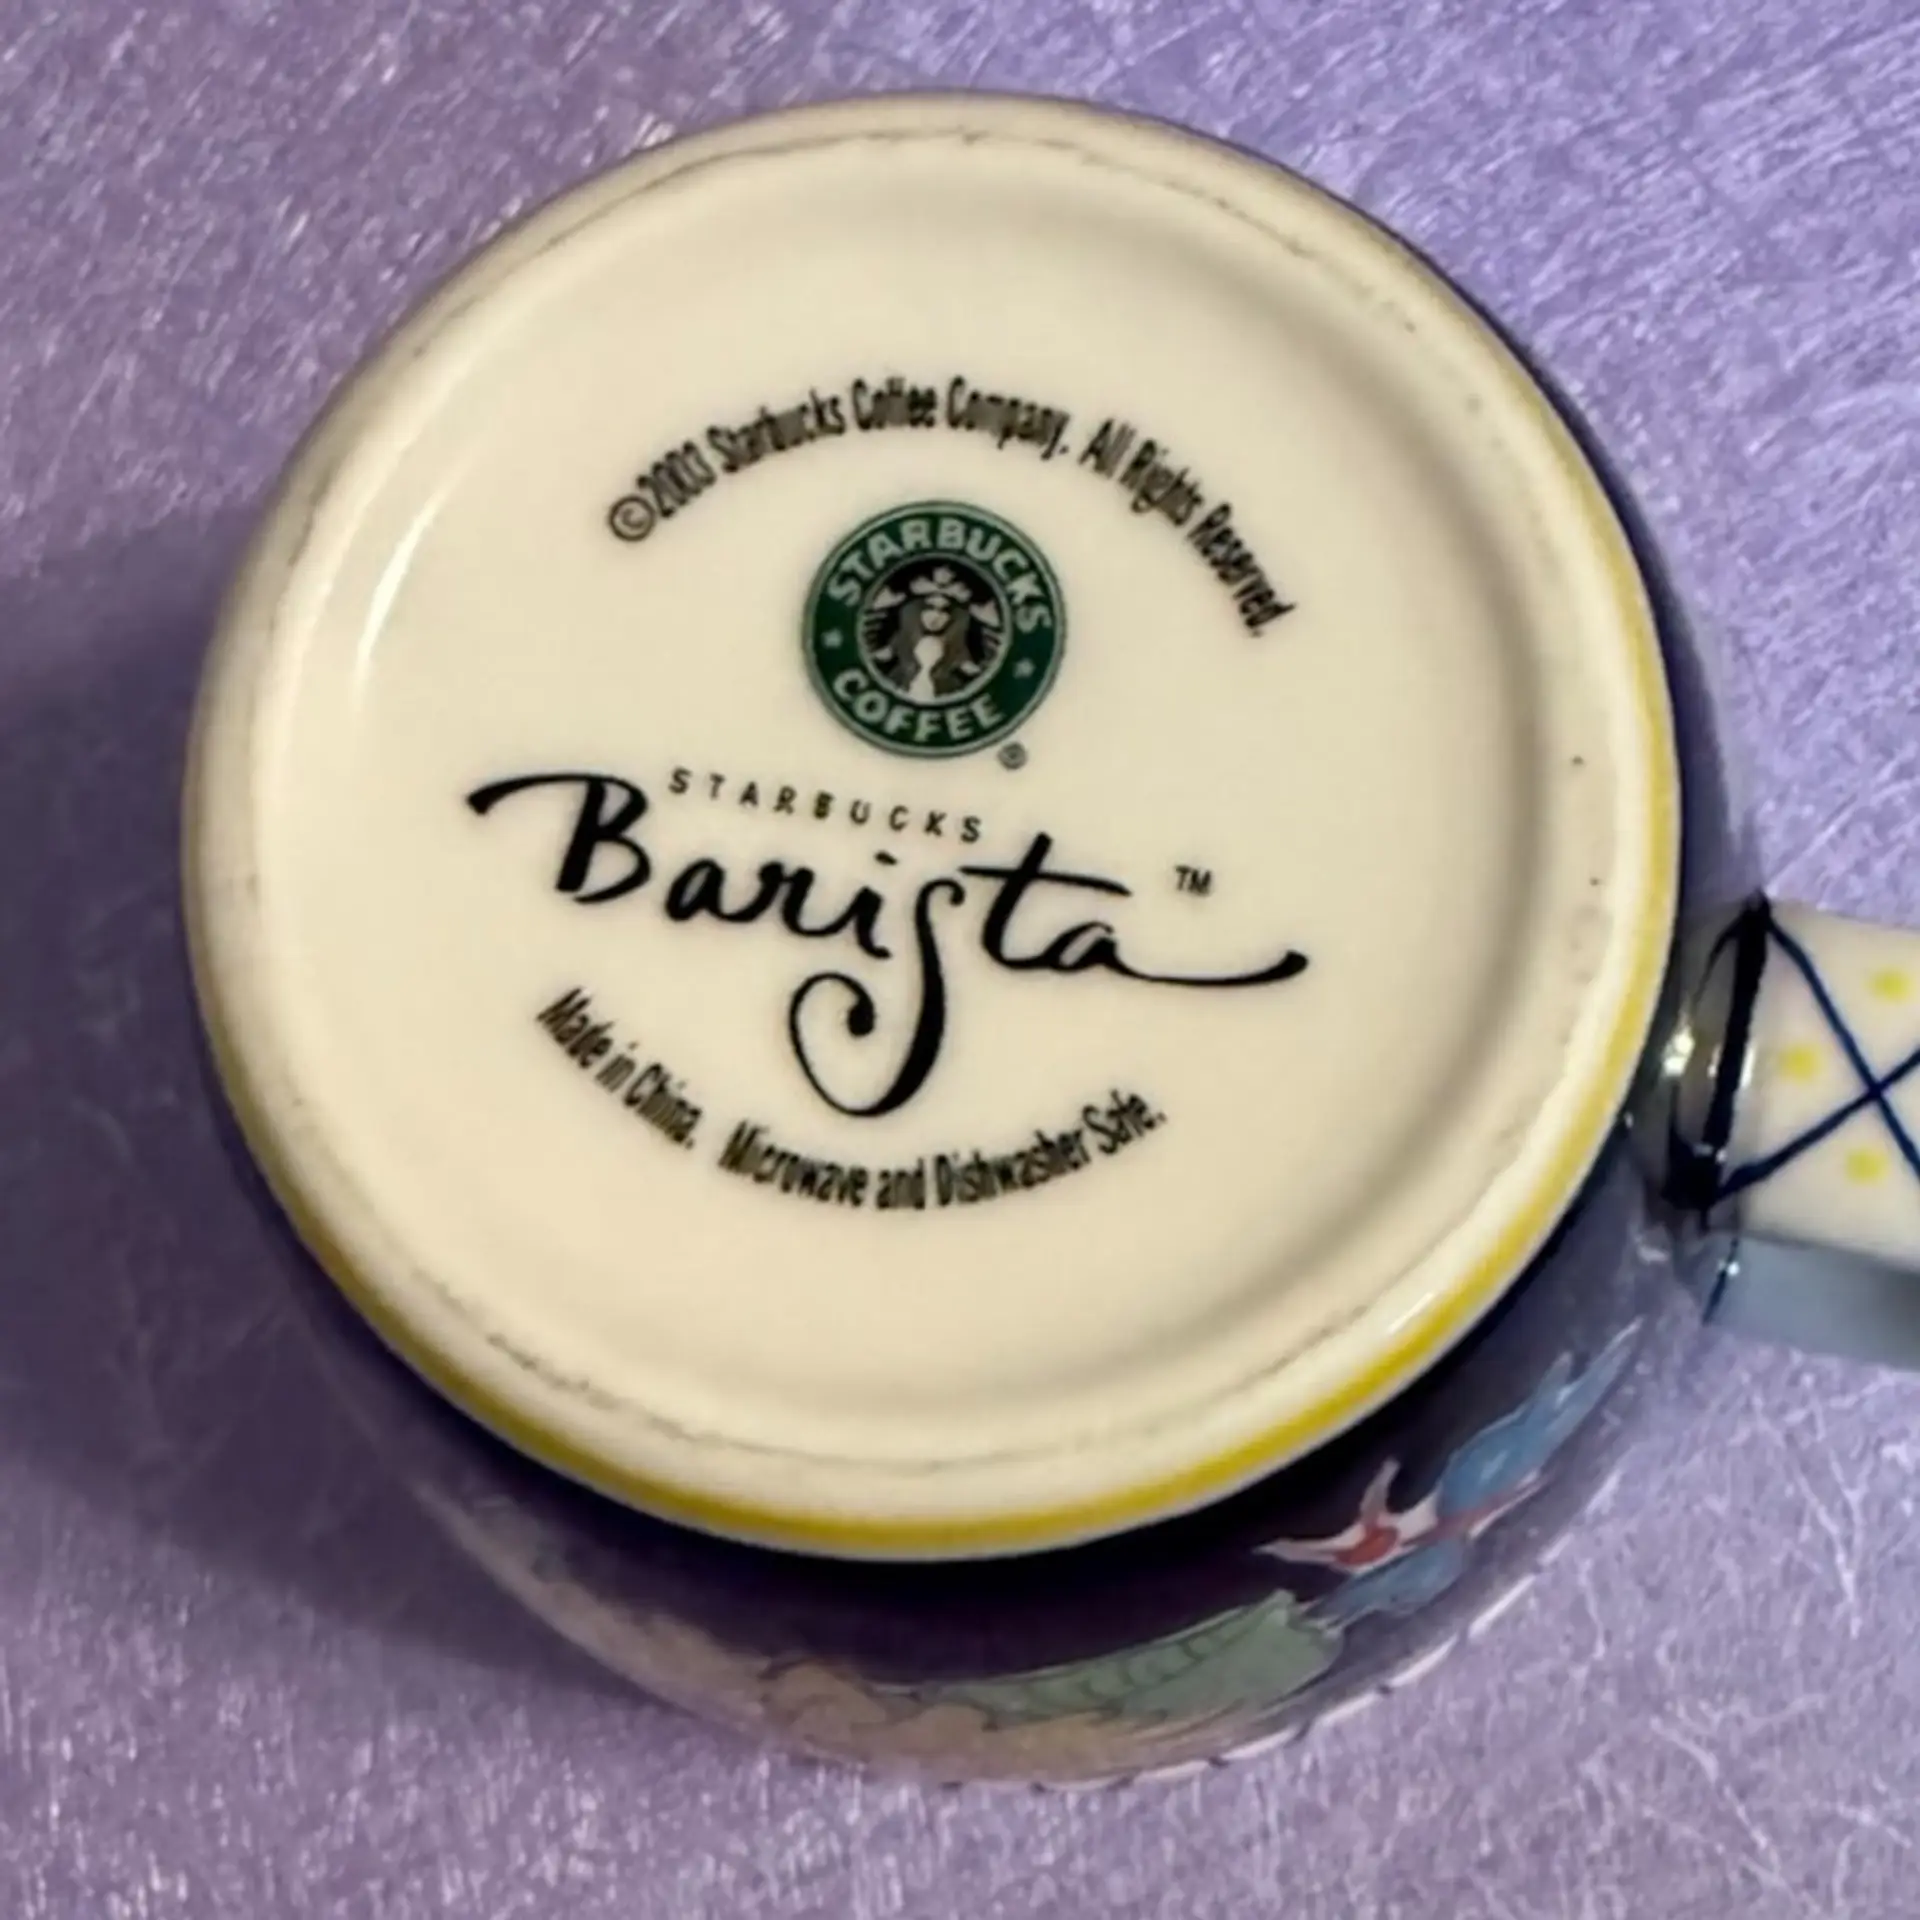 ©2003 Starbucks Coffee Company. All Rights Reserved.
STARBUCKS
COFFEE
®
STARBUCKS
Barista™
Made in China. Microwave and Dishwasher Safe.